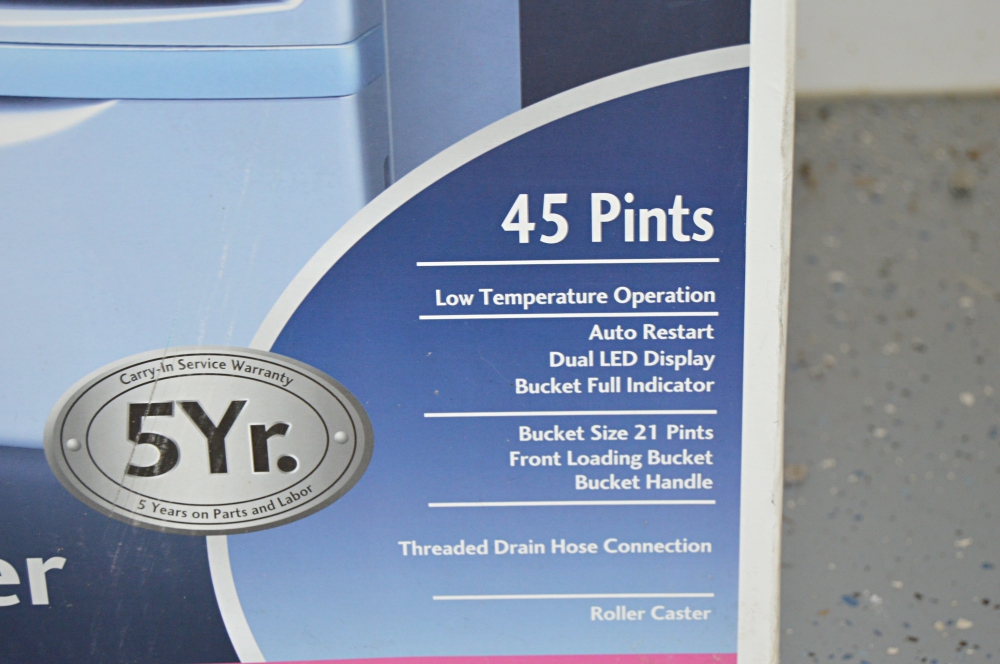 45 Pints
Low Temperature Operation
Auto Restart
Dual LED Display
Bucket Full Indicator
Carry-In Service Warranty
5Yr.
5 Years on Parts and Labor
Bucket Size 21 Pints
Front Loading Bucket
Bucket Handle
Threaded Drain Hose Connection
er
Roller Caster